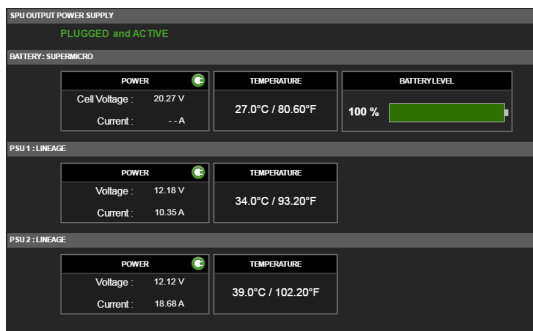 SPU OUTPUT POWER SUPPLY
PLUGGED and ACTIVE
BATTERY: SUPERMICRO
POWER
Cell Voltage : 20.27 V
Current : - - A
TEMPERATURE
27.0°C / 80.60°F
BATTERY LEVEL
100 %
PSU 1 : LINEAGE
POWER
Voltage : 12.18 V
Current : 10.35 A
TEMPERATURE
34.0°C / 93.20°F
PSU 2 : LINEAGE
POWER
Voltage : 12.12 V
Current : 18.68 A
TEMPERATURE
39.0°C / 102.20°F